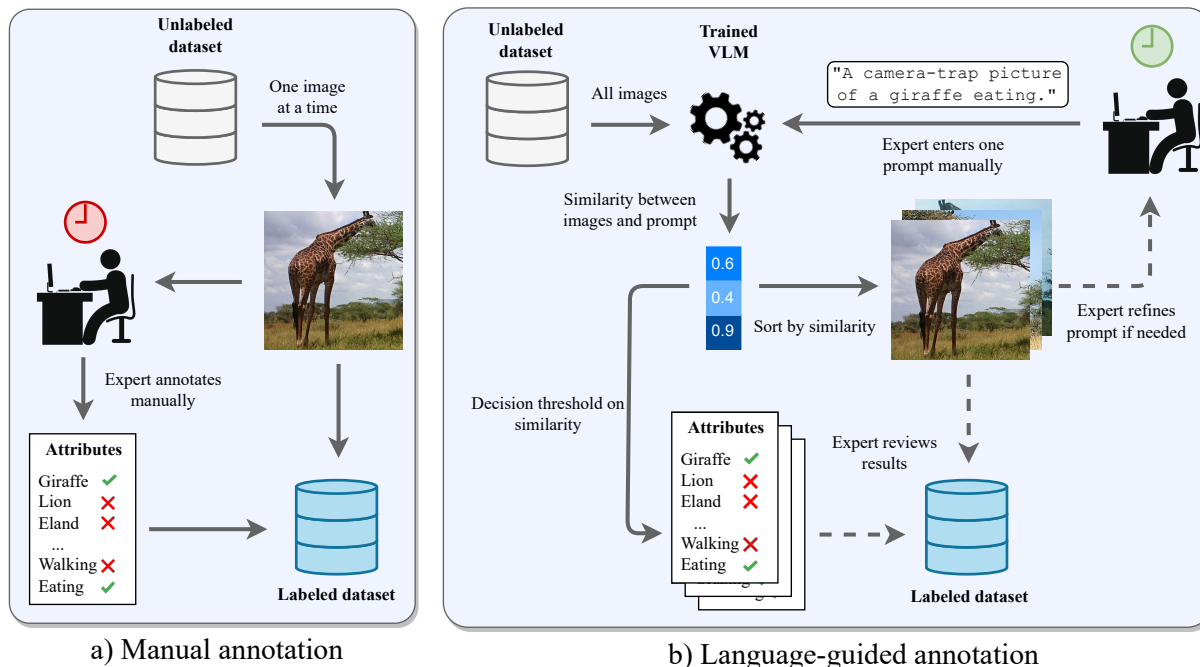 Unlabeled
dataset
One image
at a time
Expert annotates
manually
Attributes
Giraffe
Lion
Eland
...
Walking
Eating
Labeled dataset
a) Manual annotation
Unlabeled
dataset
All images
Trained
VLM
"A camera-trap picture
of a giraffe eating."
Expert enters one
prompt manually
Similarity between
images and prompt
0.6
0.4
0.9
Sort by similarity
Expert refines
prompt if needed
Decision threshold on
similarity
Attributes
Giraffe
Lion
Eland
...
Walking
Eating
Expert reviews
results
Labeled dataset
b) Language-guided annotation